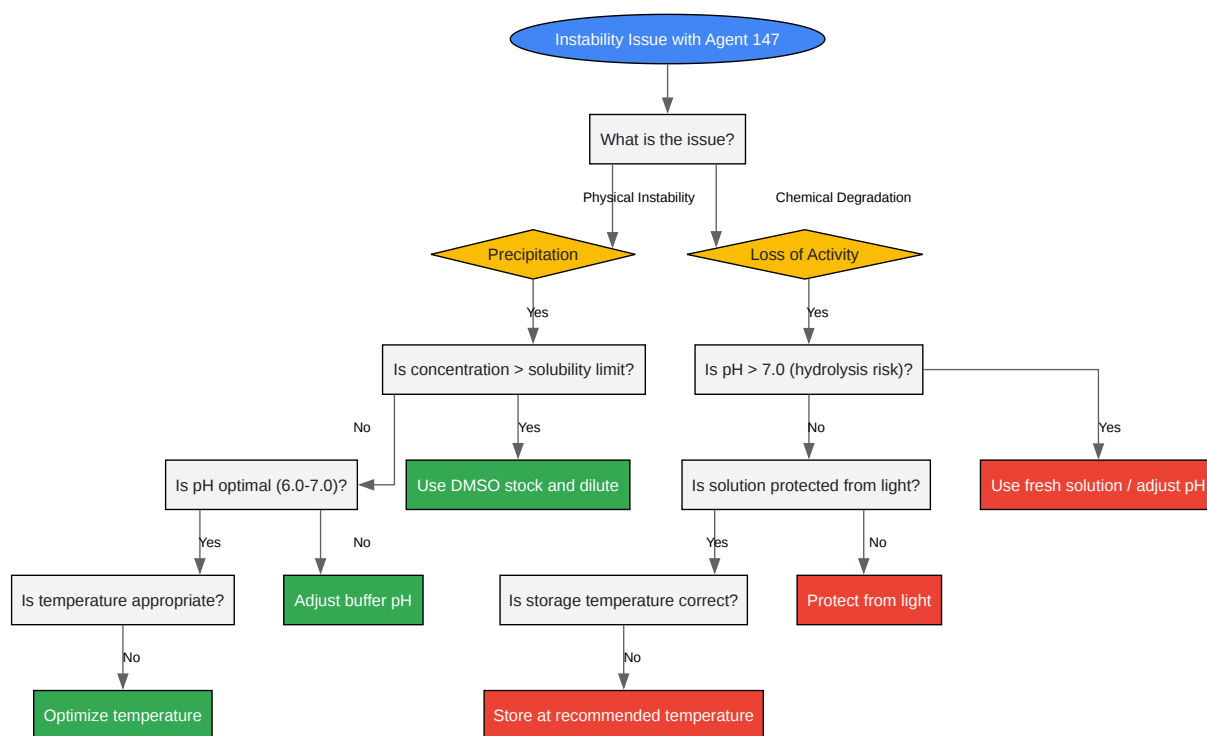 Instability Issue with Agent 147
What is the issue?
Physical Instability
Chemical Degradation
Precipitation
Loss of Activity
Yes
Yes
Is concentration > solubility limit?
Is pH > 7.0 (hydrolysis risk)?
No
Yes
No
Yes
Is pH optimal (6.0-7.0)?
Use DMSO stock and dilute
Is solution protected from light?
Use fresh solution / adjust pH
Yes
No
Yes
No
Is temperature appropriate?
Adjust buffer pH
Is storage temperature correct?
Protect from light
No
No
Optimize temperature
Store at recommended temperature